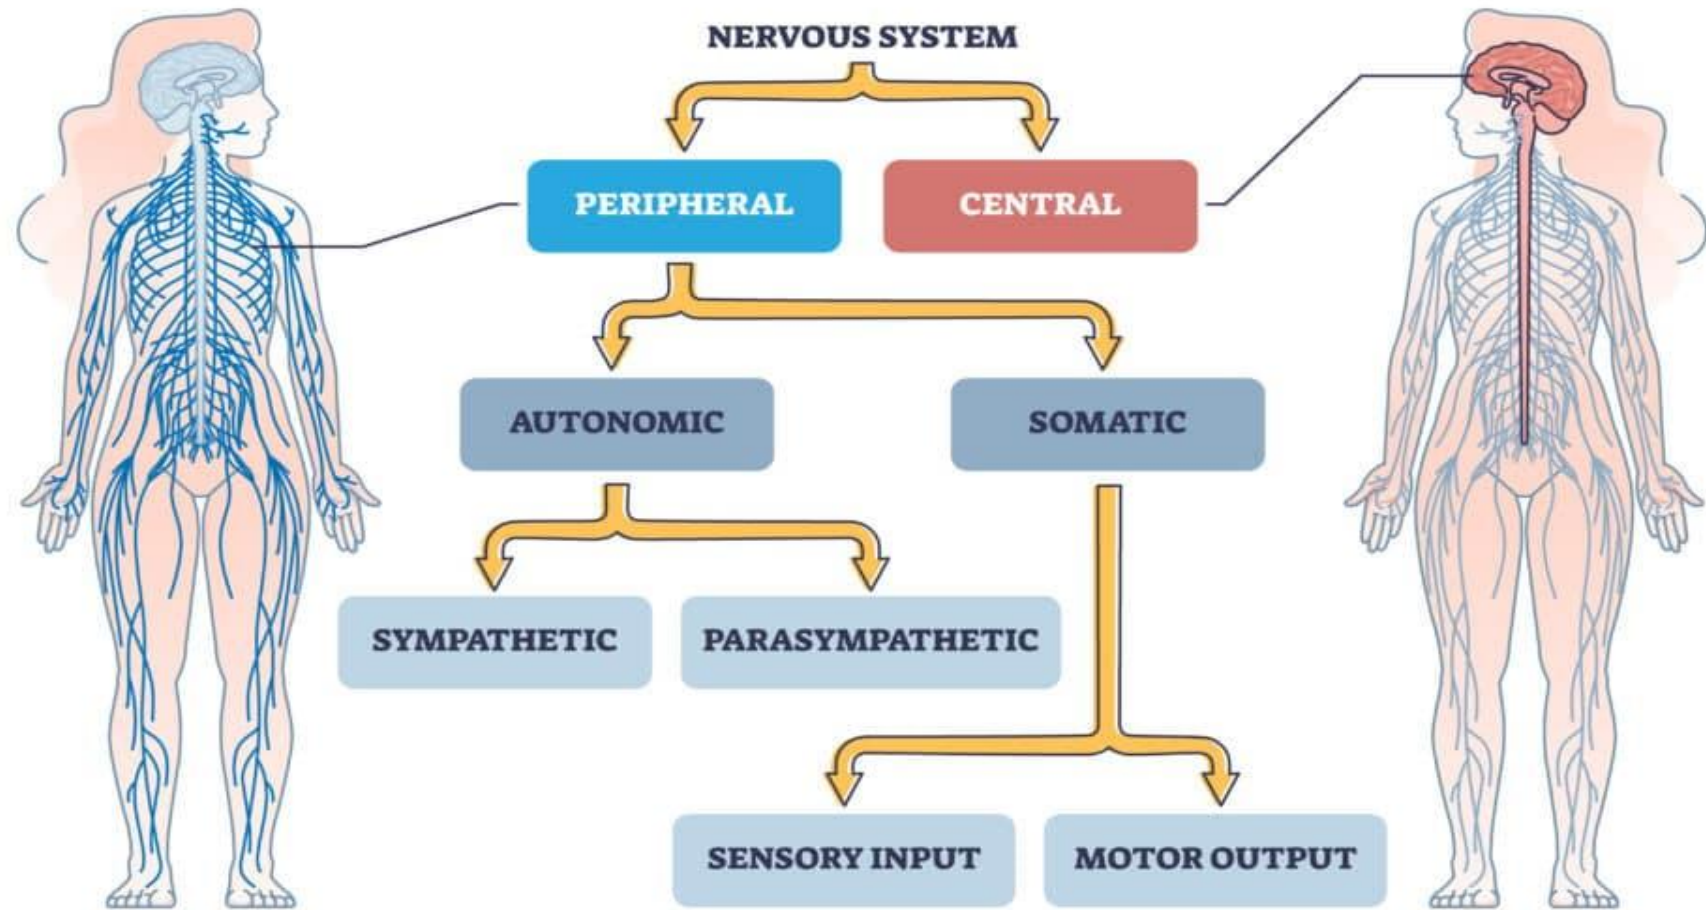 NERVOUS SYSTEM
PERIPHERAL
CENTRAL
AUTONOMIC
SOMATIC
SYMPATHETIC
PARASYMPATHETIC
SENSORY INPUT
MOTOR OUTPUT